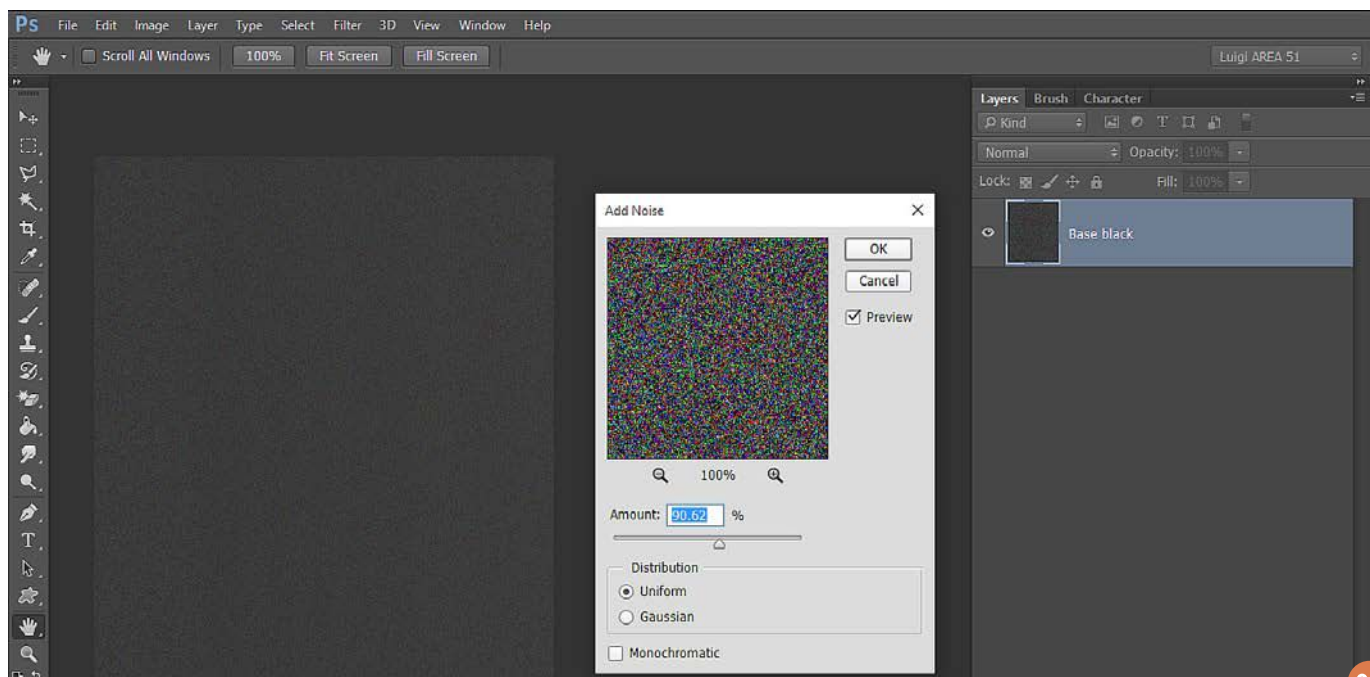 Ps File Edit Image Layer Type Select Filter 3D View Window Help
Scroll All Windows 100% Fit Screen Fill Screen Luigi AREA 51
Layers Brush Character
Kind
Normal Opacity: 100%
Lock: Fill: 100%
Base black
Add Noise
OK
Cancel
Preview
100%
Amount: 90.62 %
Distribution
Uniform
Gaussian
Monochromatic
T